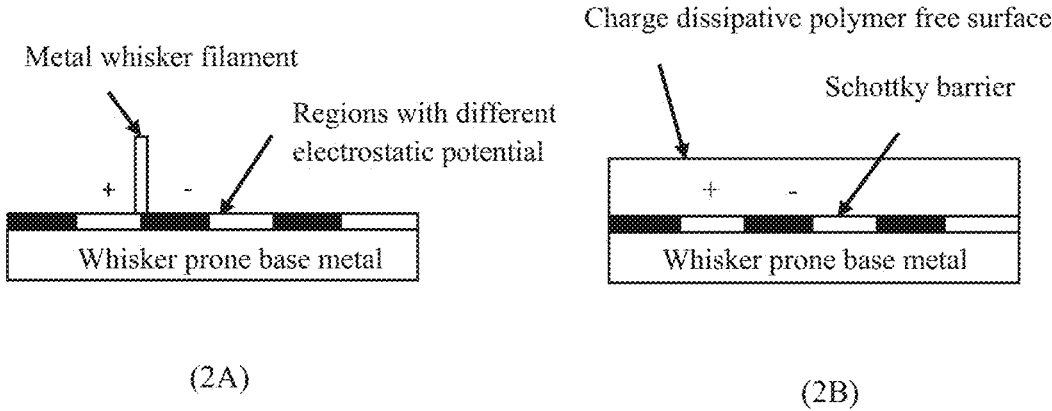 Metal whisker filament
Regions with different
electrostatic potential
+ -
Whisker prone base metal
(2A)
Charge dissipative polymer free surface
Schottky barrier
+ -
Whisker prone base metal
(2B)